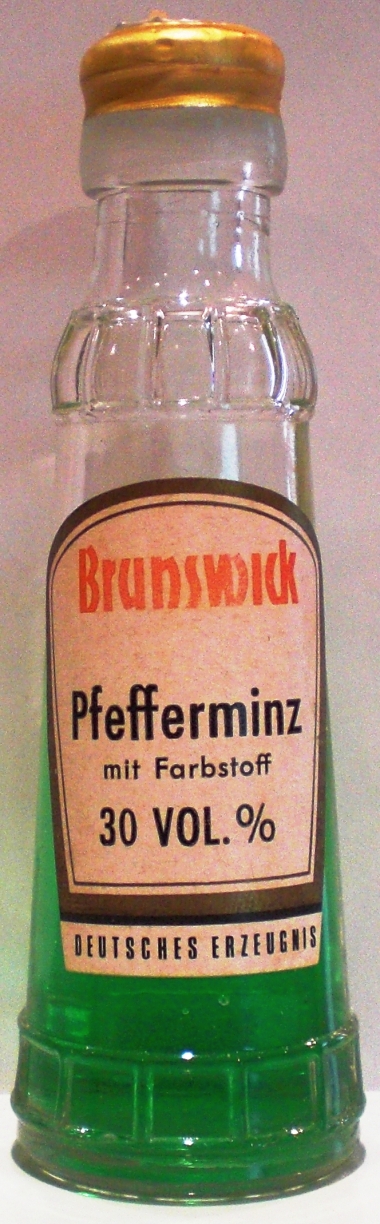 Brunswick
Pfefferminz
mit Farbstoff
30 VOL.%
DEUTSCHES ERZEUGNIS